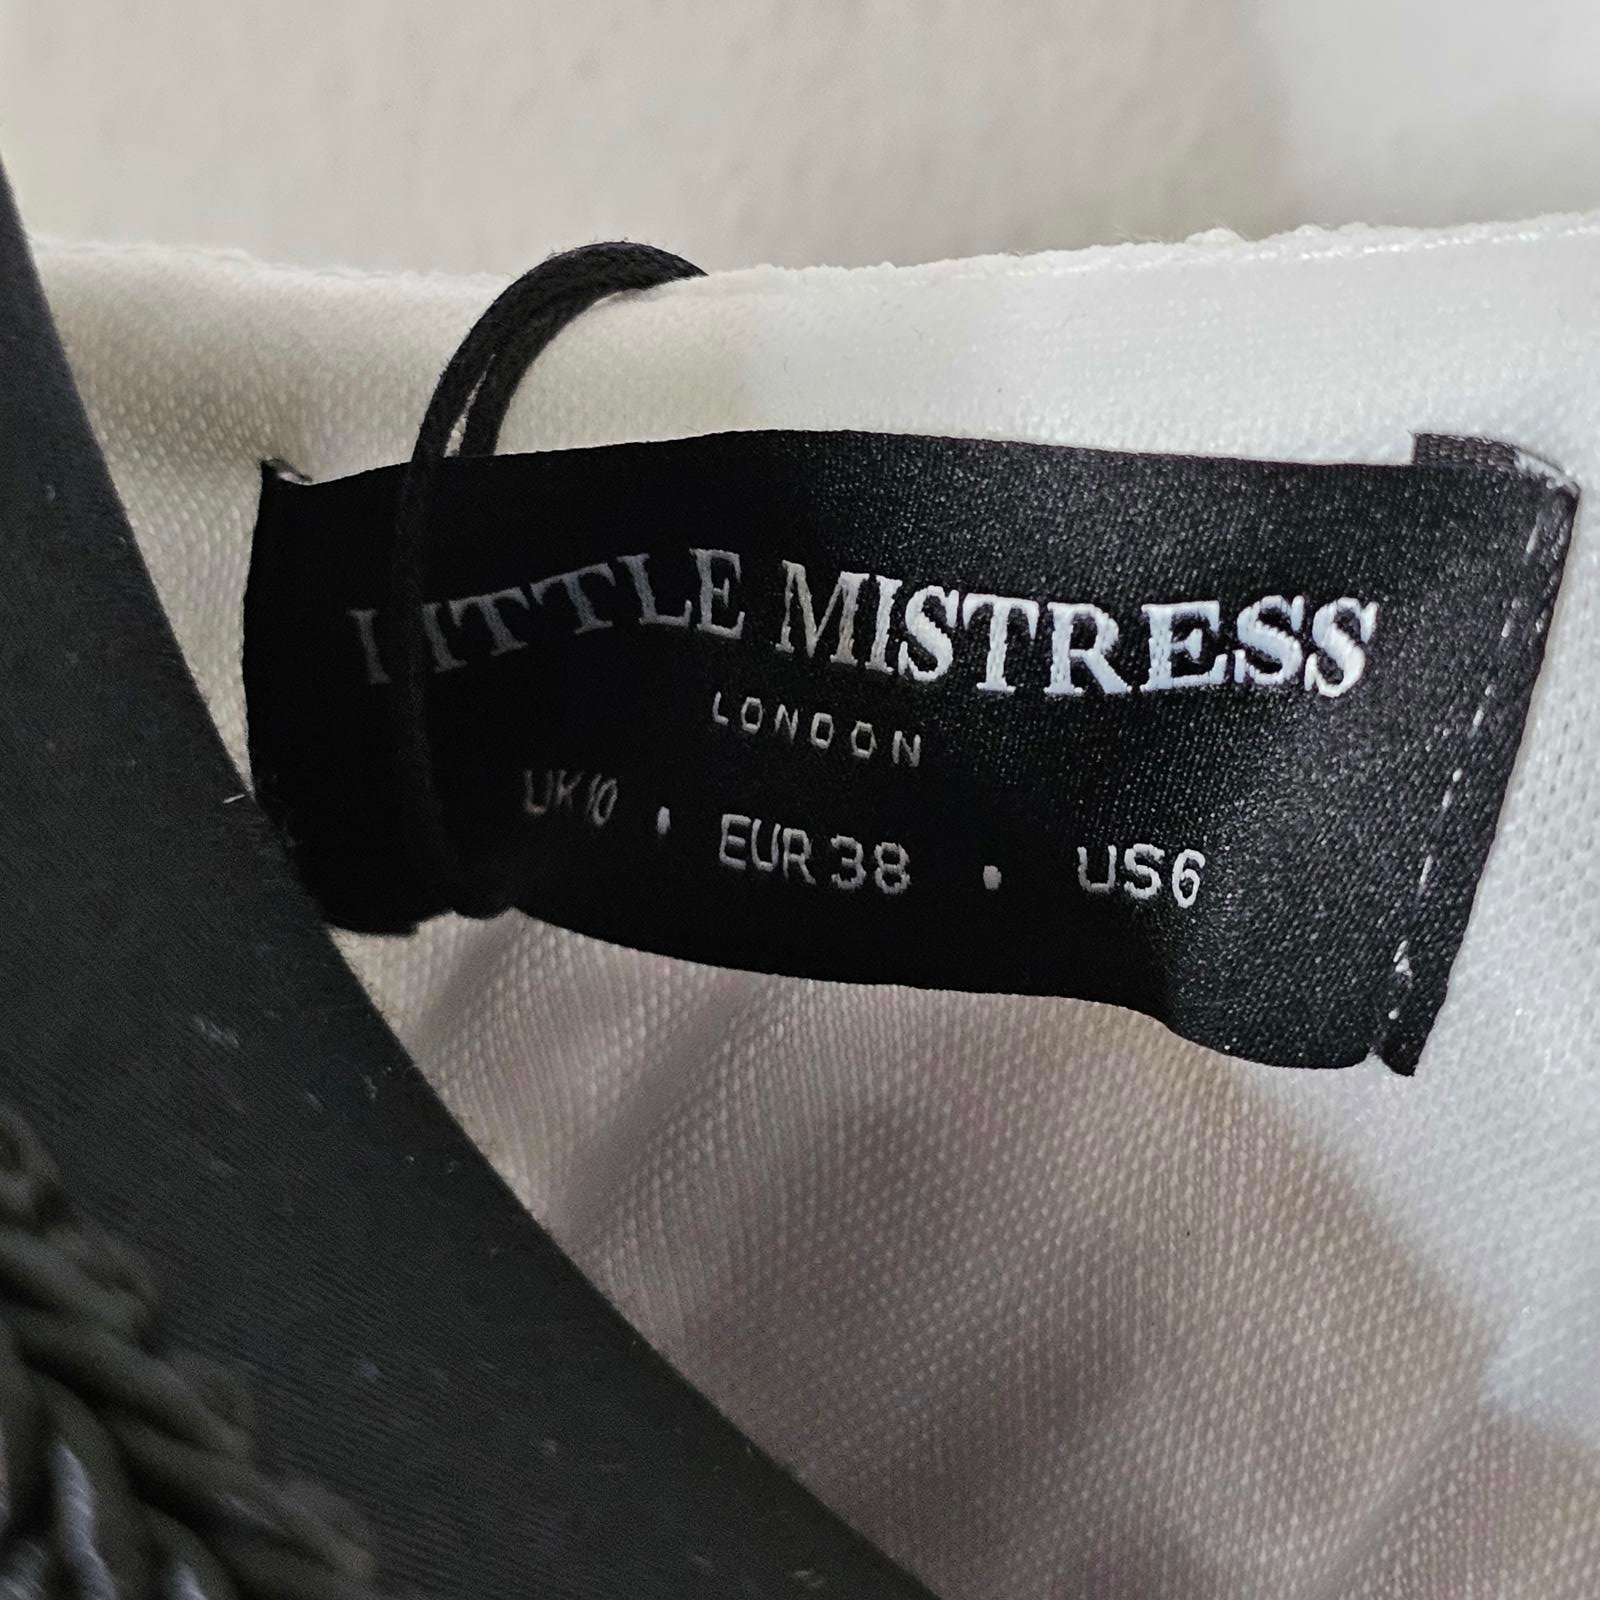 LITTLE MISTRESS
LONDON
UK10 • EUR 38 • US6